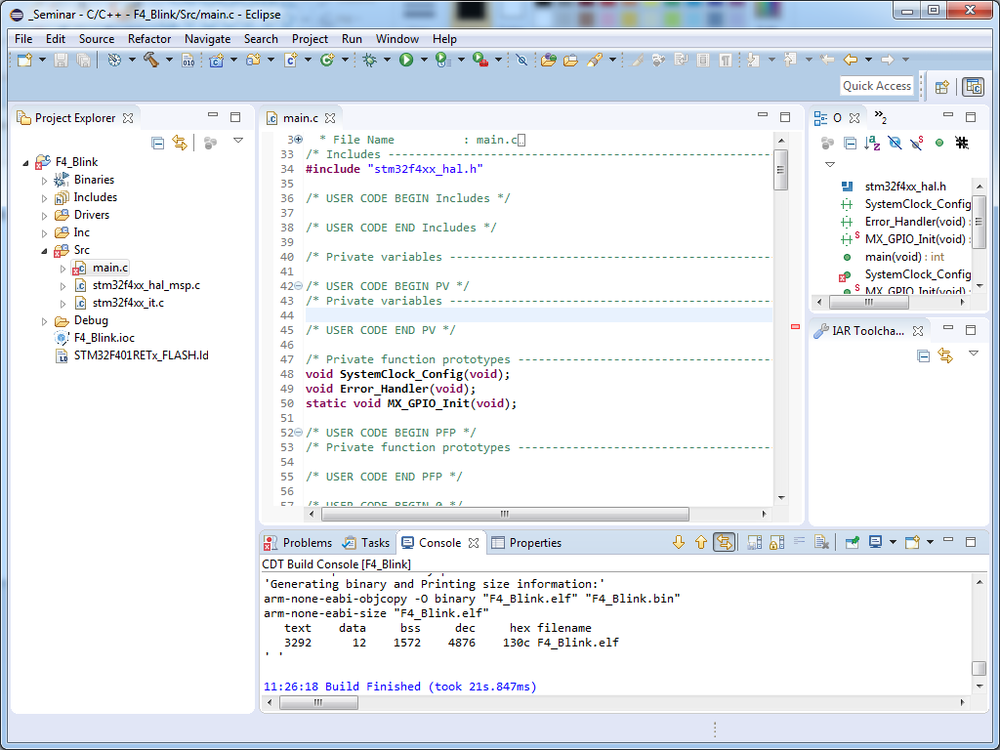 _Seminar - C/C++ - F4_Blink/Src/main.c - Eclipse
File Edit Source Refactor Navigate Search Project Run Window Help
Quick Access
Project Explorer
F4_Blink
Binaries
Includes
Drivers
Inc
Src
main.c
stm32f4xx_hal_msp.c
stm32f4xx_it.c
Debug
F4_Blink.ioc
STM32F401RETx_FLASH.ld
main.c
3 * File Name : main.c
33 /* Includes ------------------------------------------
34 #include "stm32f4xx_hal.h"
35
36 /* USER CODE BEGIN Includes */
37
38 /* USER CODE END Includes */
39
40 /* Private variables ---------------------------------
41
42 /* USER CODE BEGIN PV */
43 /* Private variables ---------------------------------
44
45 /* USER CODE END PV */
46
47 /* Private function prototypes -----------------------
48 void SystemClock_Config(void);
49 void Error_Handler(void);
50 static void MX_GPIO_Init(void);
51
52 /* USER CODE BEGIN PFP */
53 /* Private function prototypes -----------------------
54
55 /* USER CODE END PFP */
56
57 /* USER CODE BEGIN 0 */
O
2
stm32f4xx_hal.h
SystemClock_Config
Error_Handler(void) :
MX_GPIO_Init(void) :
main(void) : int
SystemClock_Config
MX_GPIO_Init(void)
IAR Toolcha...
Problems Tasks Console Properties
CDT Build Console [F4_Blink]
'Generating binary and Printing size information:'
arm-none-eabi-objcopy -O binary "F4_Blink.elf" "F4_Blink.bin"
arm-none-eabi-size "F4_Blink.elf"
text data bss dec hex filename
3292 12 1572 4876 130c F4_Blink.elf
' '
11:26:18 Build Finished (took 21s.847ms)